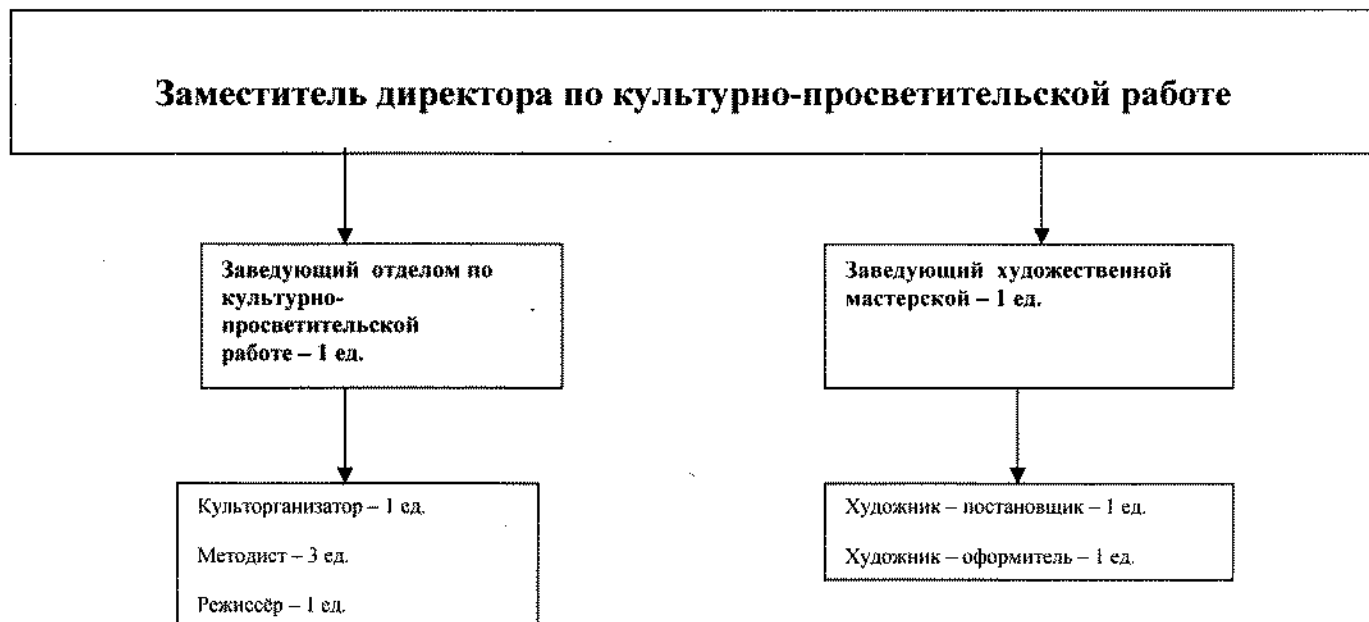 Заместитель директора по культурно-просветительской работе
Заведующий отделом по
культурно-
просветительской
работе – 1 ед.
Заведующий художественной
мастерской – 1 ед.
Культорганизатор – 1 ед.
Методист – 3 ед.
Режиссёр – 1 ед.
Художник – постановщик – 1 ед.
Художник – оформитель – 1 ед.